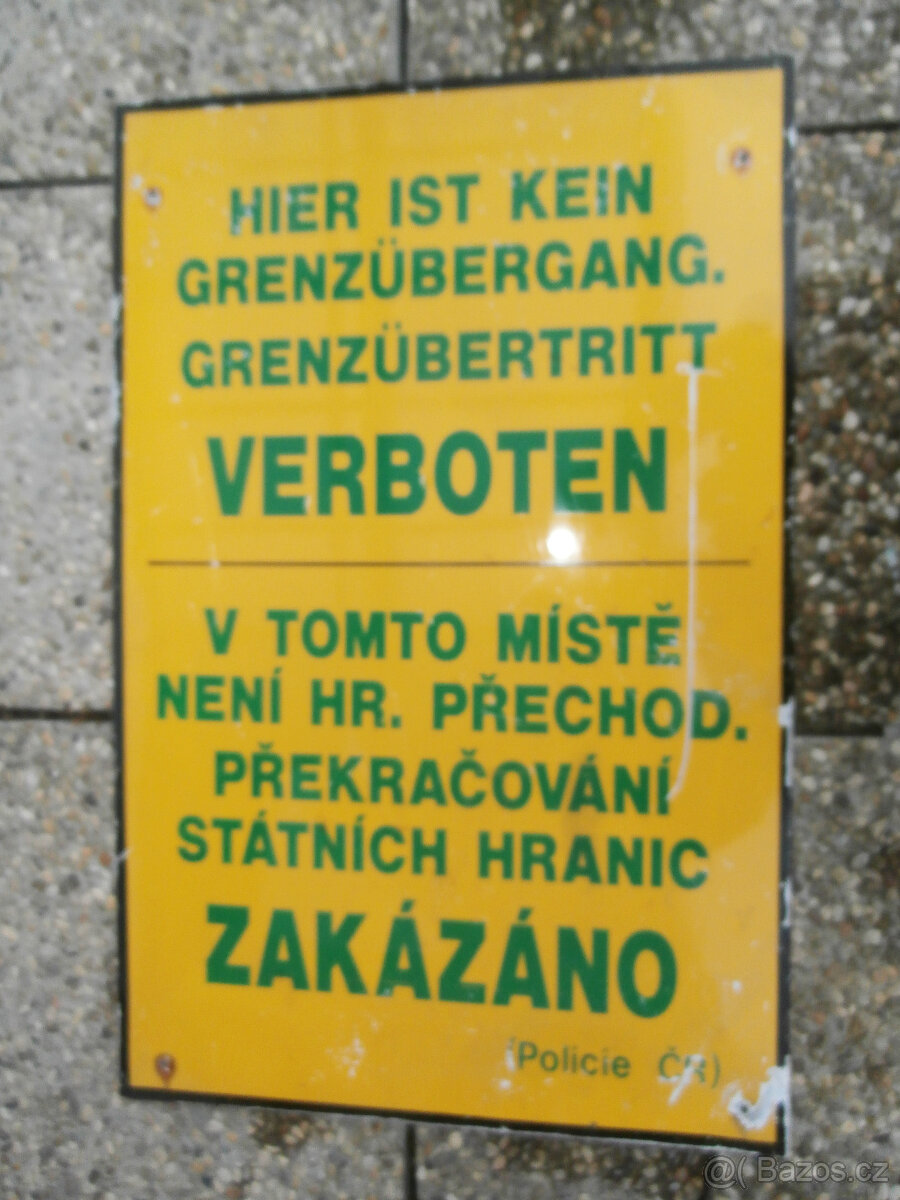 HIER IST KEIN
GRENZÜBERGANG.
GRENZÜBERTRITT
VERBOTEN
V TOMTO MÍSTĚ
NENÍ HR. PŘECHOD.
PŘEKRAČOVÁNÍ
STÁTNÍCH HRANIC
ZAKÁZÁNO
(Policie ČR)
@( Bazos.cz